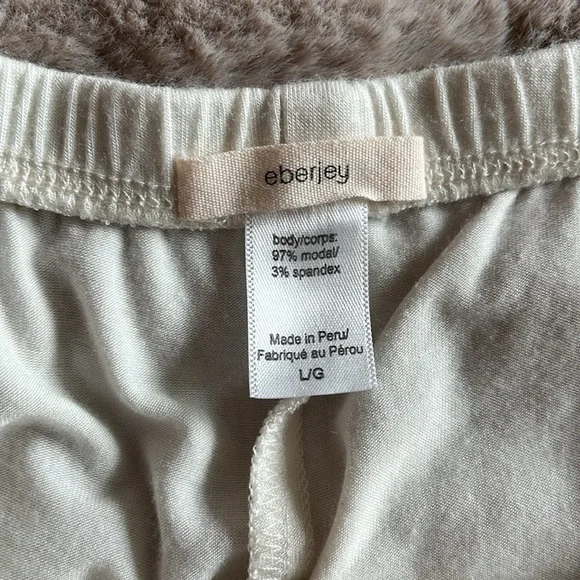 eberjey
body/corps:
97% modal/
3% spandex
Made in Peru/
Fabriqué au Pérou
L/G